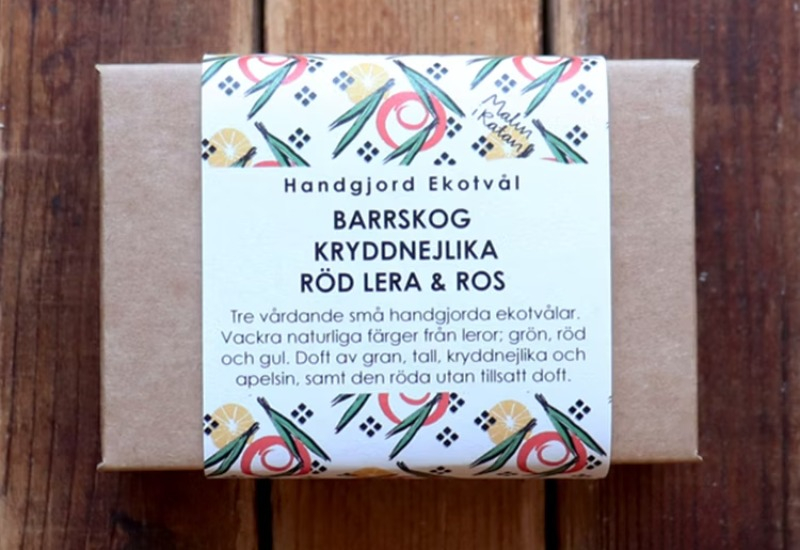 Malin
i Ratan
Handgjord Ekotvål
BARRSKOG
KRYDDNEJLIKA
RÖD LERA & ROS
Tre vårdande små handgjorda ekotvålar.
Vackra naturliga färger från leror; grön, röd
och gul. Doft av gran, tall, kryddnejlika och
apelsin, samt den röda utan tillsatt doft.